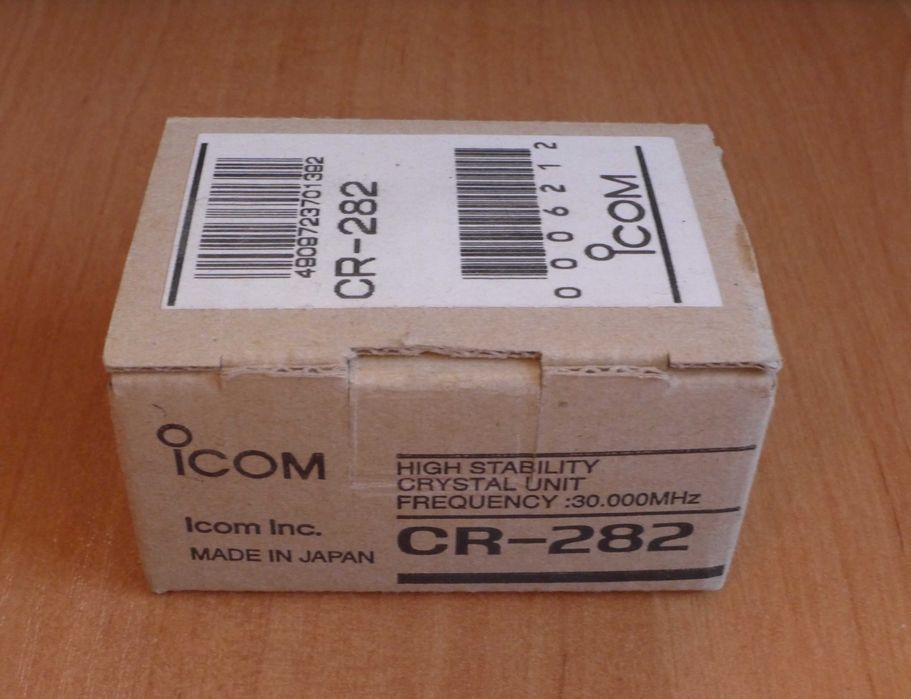 4909723701392
CR-282
0006212
ICOM
ICOM
Icom Inc.
MADE IN JAPAN
HIGH STABILITY
CRYSTAL UNIT
FREQUENCY :30.000MHz
CR-282